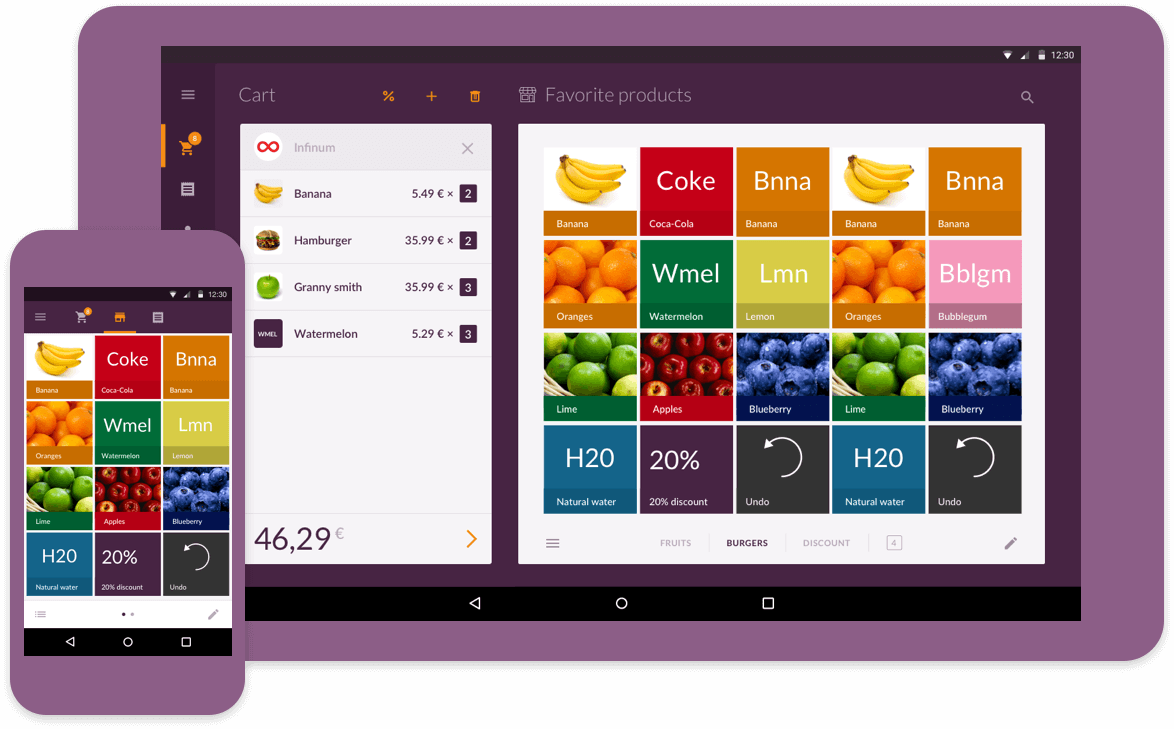 12:30
Cart
%
Favorite products
8
Infinum
Banana 5.49 € × 2
Hamburger 35.99 € × 2
Granny smith 35.99 € × 3
WMEL Watermelon 5.29 € × 3
46,29 €
Coke Bnna Bnna
Banana Coca-Cola Banana Banana Banana
Wmel Lmn Bblgm
Oranges Watermelon Lemon Oranges Bubblegum
Lime Apples Blueberry Lime Blueberry
H20 20% H20
Natural water 20% discount Undo Natural water Undo
FRUITS BURGERS DISCOUNT 4
12:30
8
Coke Bnna
Banana Coca-Cola Banana
Wmel Lmn
Oranges Watermelon Lemon
Lime Apples Blueberry
H20 20%
Natural water 20% discount Undo